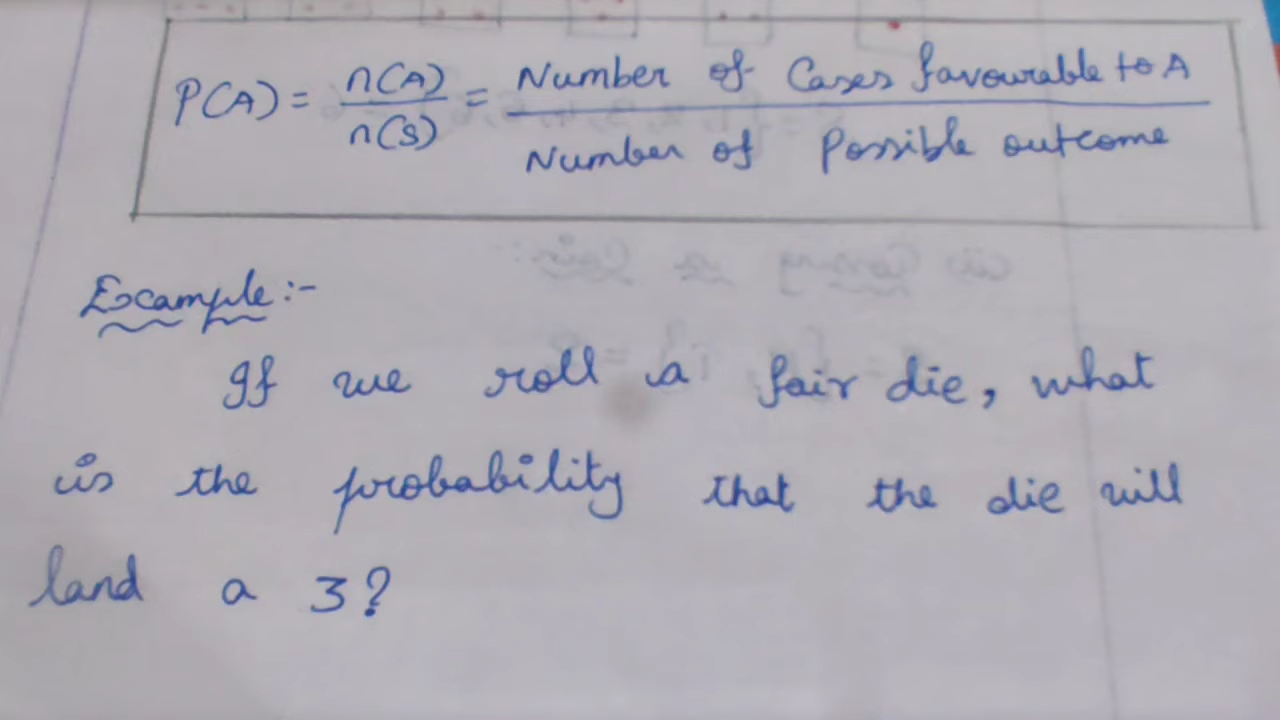 P(A) = n(A) / n(S) = Number of Cases favourable to A / Number of Possible outcome
Example:-
If we roll a fair die, what
is the probability that the die will
land a 3?